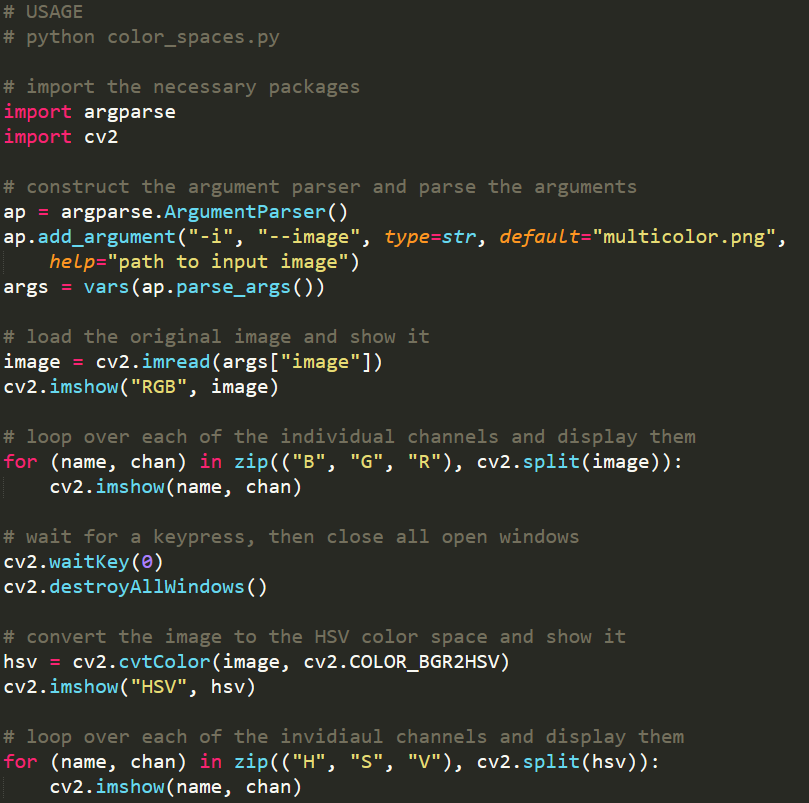 # USAGE
# python color_spaces.py
# import the necessary packages
import argparse
import cv2
# construct the argument parser and parse the arguments
ap = argparse.ArgumentParser()
ap.add_argument("-i", "--image", type=str, default="multicolor.png",
    help="path to input image")
args = vars(ap.parse_args())
# load the original image and show it
image = cv2.imread(args["image"])
cv2.imshow("RGB", image)
# loop over each of the individual channels and display them
for (name, chan) in zip(("B", "G", "R"), cv2.split(image)):
    cv2.imshow(name, chan)
# wait for a keypress, then close all open windows
cv2.waitKey(0)
cv2.destroyAllWindows()
# convert the image to the HSV color space and show it
hsv = cv2.cvtColor(image, cv2.COLOR_BGR2HSV)
cv2.imshow("HSV", hsv)
# loop over each of the invidiaul channels and display them
for (name, chan) in zip(("H", "S", "V"), cv2.split(hsv)):
    cv2.imshow(name, chan)